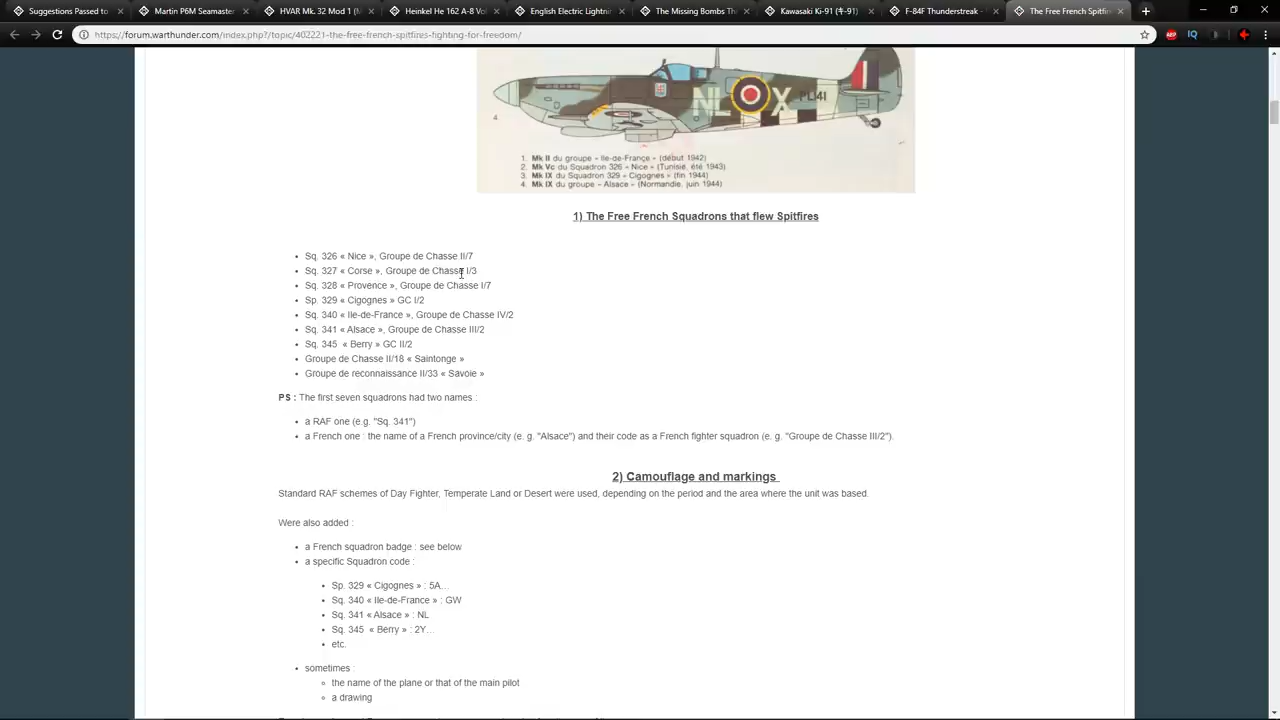 Suggestions Passed to
Martin P6M Seamaster
HVAR Mk.1 Mk.2 Mk.
Heinkel He 162 A-8 Vol
English Electric Lightni
The Missing Bombs Thr
Kawasaki Ki-91 (キ-91)
F-84F Thunderstreak -
The Free French Spitfi
https://forum.warthunder.com/index.php?/topic/402221-the-free-french-spitfires-fighting-for-freedom/
NL X PL141
4
1. Mk II du groupe « Ile-de-France » (début 1942)
2. Mk Vc du Squadron 326 « Nice » (Tunisie, été 1943)
3. Mk IX du Squadron 329 « Cigognes » (fin 1944)
4. Mk IX du groupe « Alsace » (Normandie, juin 1944)
1) The Free French Squadrons that flew Spitfires
• Sq. 326 « Nice », Groupe de Chasse II/7
• Sq. 327 « Corse », Groupe de Chasse I/3
• Sq. 328 « Provence », Groupe de Chasse I/7
• Sp. 329 « Cigognes » GC I/2
• Sq. 340 « Ile-de-France », Groupe de Chasse IV/2
• Sq. 341 « Alsace », Groupe de Chasse III/2
• Sq. 345 « Berry » GC II/2
• Groupe de Chasse II/18 « Saintonge »
• Groupe de reconnaissance II/33 « Savoie »
PS : The first seven squadrons had two names :
• a RAF one (e.g. "Sq. 341")
• a French one : the name of a French province/city (e. g. "Alsace") and their code as a French fighter squadron (e. g. "Groupe de Chasse III/2").
2) Camouflage and markings
Standard RAF schemes of Day Fighter, Temperate Land or Desert were used, depending on the period and the area where the unit was based.
Were also added :
• a French squadron badge : see below
• a specific Squadron code :
• Sp. 329 « Cigognes » : 5A…
• Sq. 340 « Ile-de-France » : GW
• Sq. 341 « Alsace » : NL
• Sq. 345 « Berry » : 2Y…
• etc.
• sometimes :
◦ the name of the plane or that of the main pilot
◦ a drawing